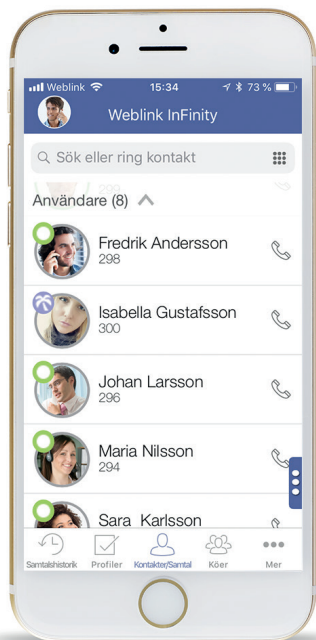 Weblink 15:34 73 %
Weblink InFinity
Sök eller ring kontakt
299
Användare (8)
Fredrik Andersson
298
Isabella Gustafsson
300
Johan Larsson
296
Maria Nilsson
294
Sara Karlsson
Samtalshistorik Profiler Kontakter/Samtal Köer Mer